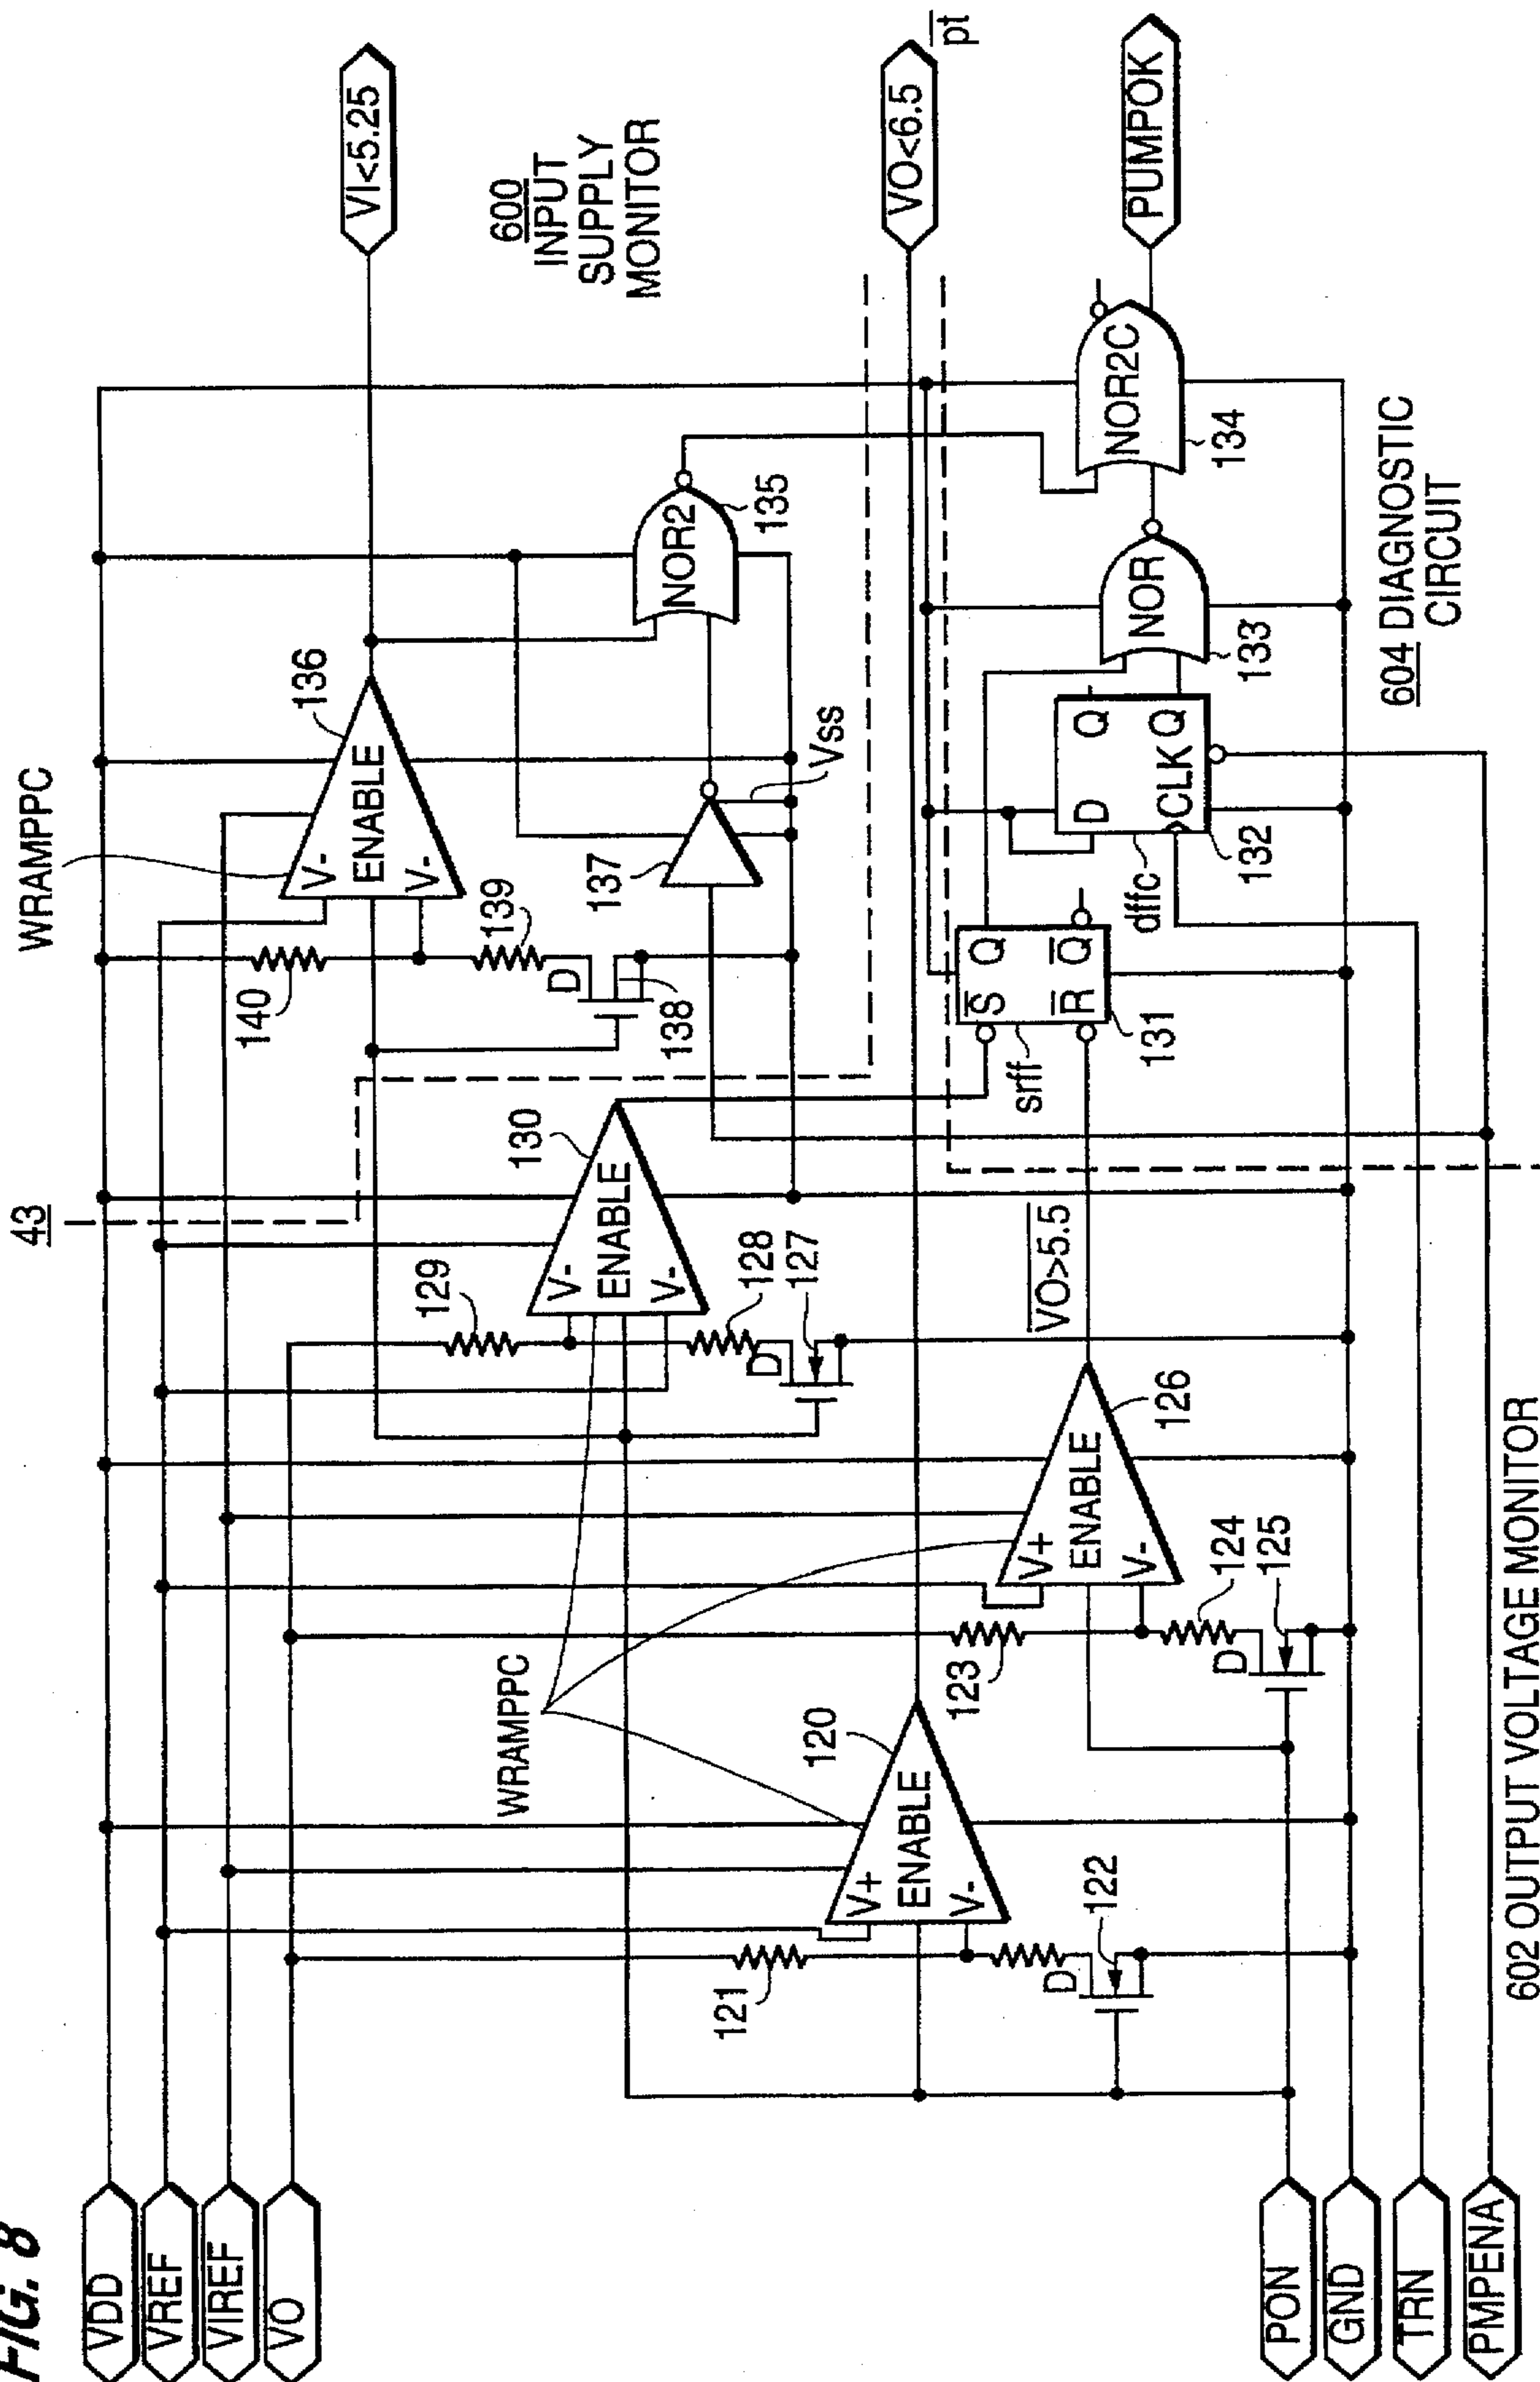 FIG. 8
43
WRAMPPC
136
V-
ENABLE
V-
VI<5.25
600
INPUT
SUPPLY
MONITOR
140
139
D
138
137
Vss
NOR2
135
130
V-
ENABLE
V-
129
128
127
D
WRAMPPC
120
V+
ENABLE
V-
121
122
D
126
V+
ENABLE
V-
123
124
125
D
VO>5.5
VO<6.5
pt
S
Q
R
Q
srff
131
Q
D
CLK
Q
dffc
132
NOR
133
NOR2C
134
PUMPOK
604 DIAGNOSTIC
CIRCUIT
602 OUTPUT VOLTAGE MONITOR
VDD
VREF
VIREF
VO
PON
GND
TRN
PMPENA